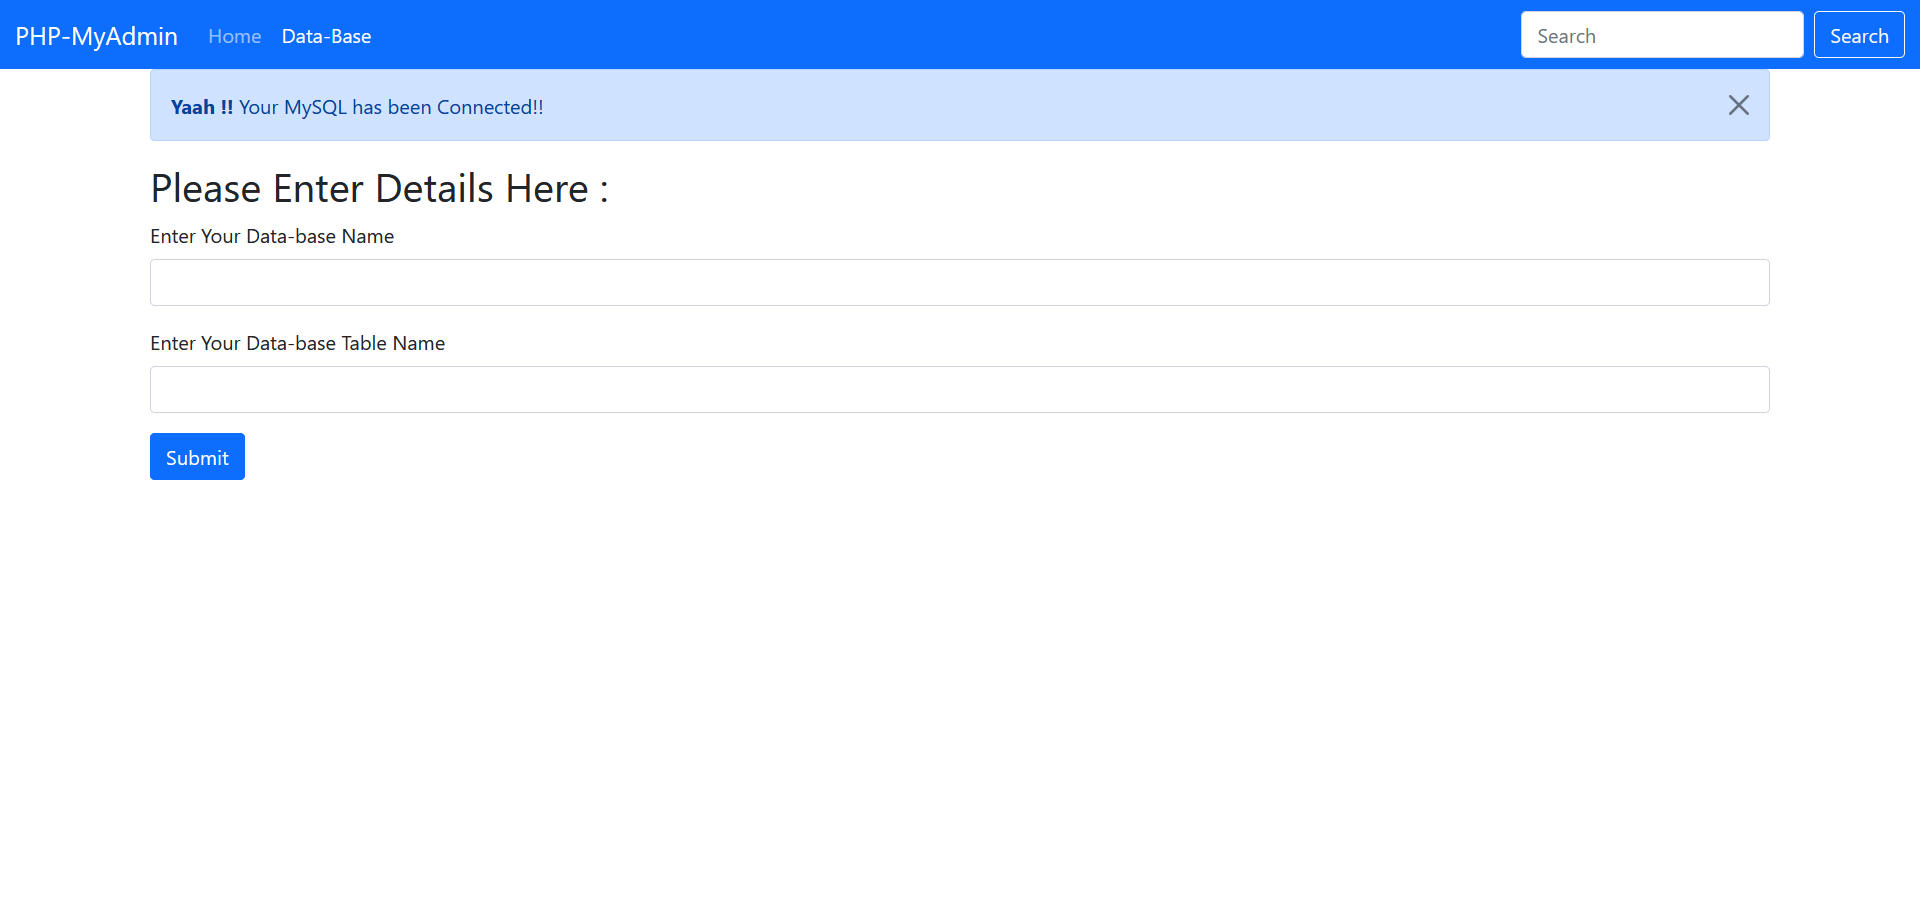 PHP-MyAdmin Home Data-Base Search Search
Yaah !! Your MySQL has been Connected!!
Please Enter Details Here :
Enter Your Data-base Name
Enter Your Data-base Table Name
Submit